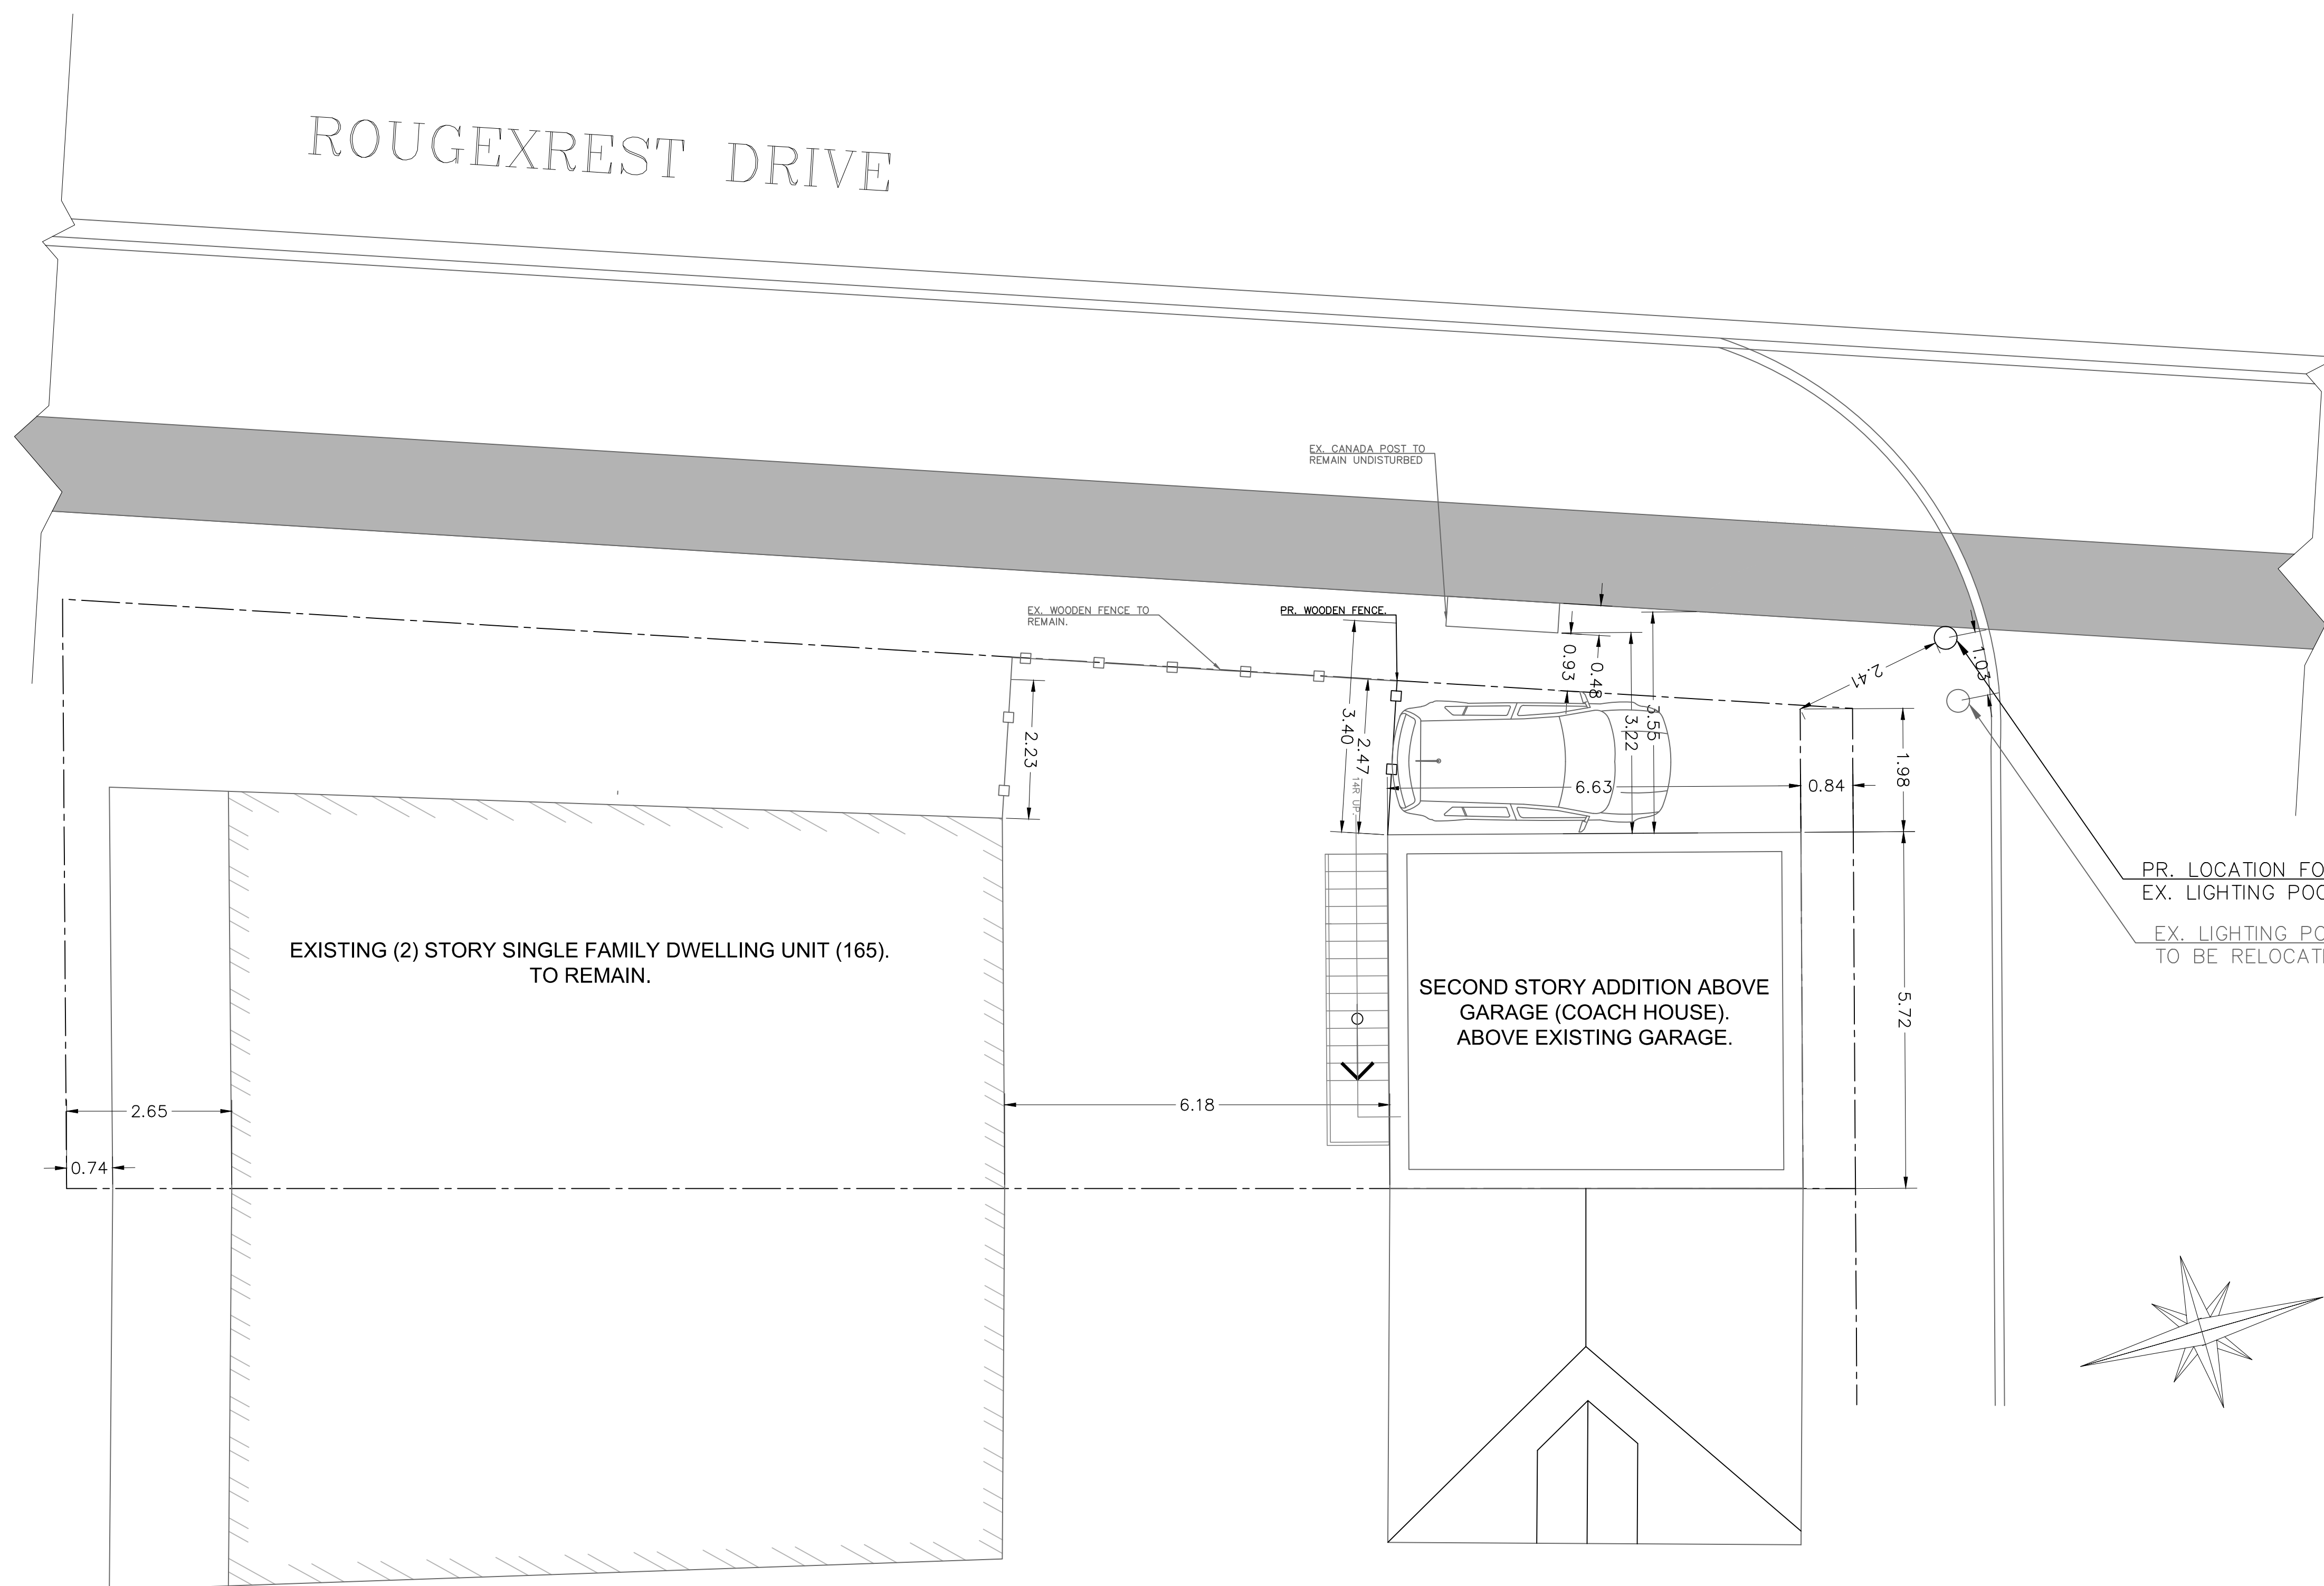 ROUGEXREST DRIVE
EX. CANADA POST TO
REMAIN UNDISTURBED
EX. WOODEN FENCE TO
REMAIN.
PR. WOODEN FENCE.
0.93
0.48
3.55
3.22
3.40
2.47
14R UP.
2.23
2.41
1.03
6.63
0.84
1.98
PR. LOCATION FO
EX. LIGHTING POO
EX. LIGHTING PO
TO BE RELOCAT
EXISTING (2) STORY SINGLE FAMILY DWELLING UNIT (165).
TO REMAIN.
SECOND STORY ADDITION ABOVE
GARAGE (COACH HOUSE).
ABOVE EXISTING GARAGE.
5.72
2.65
6.18
0.74